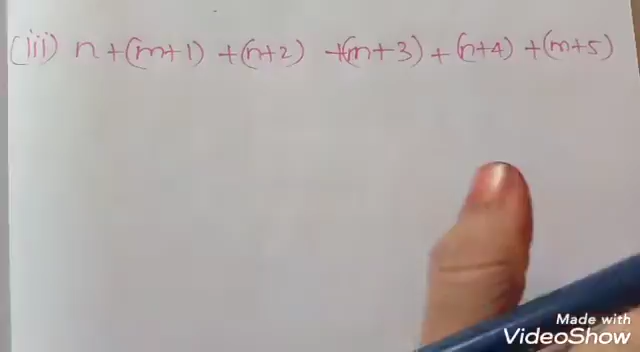 (iii) n+(m+1) +(n+2) +(m+3) + (n+4) +(m+5)
Made with
VideoShow